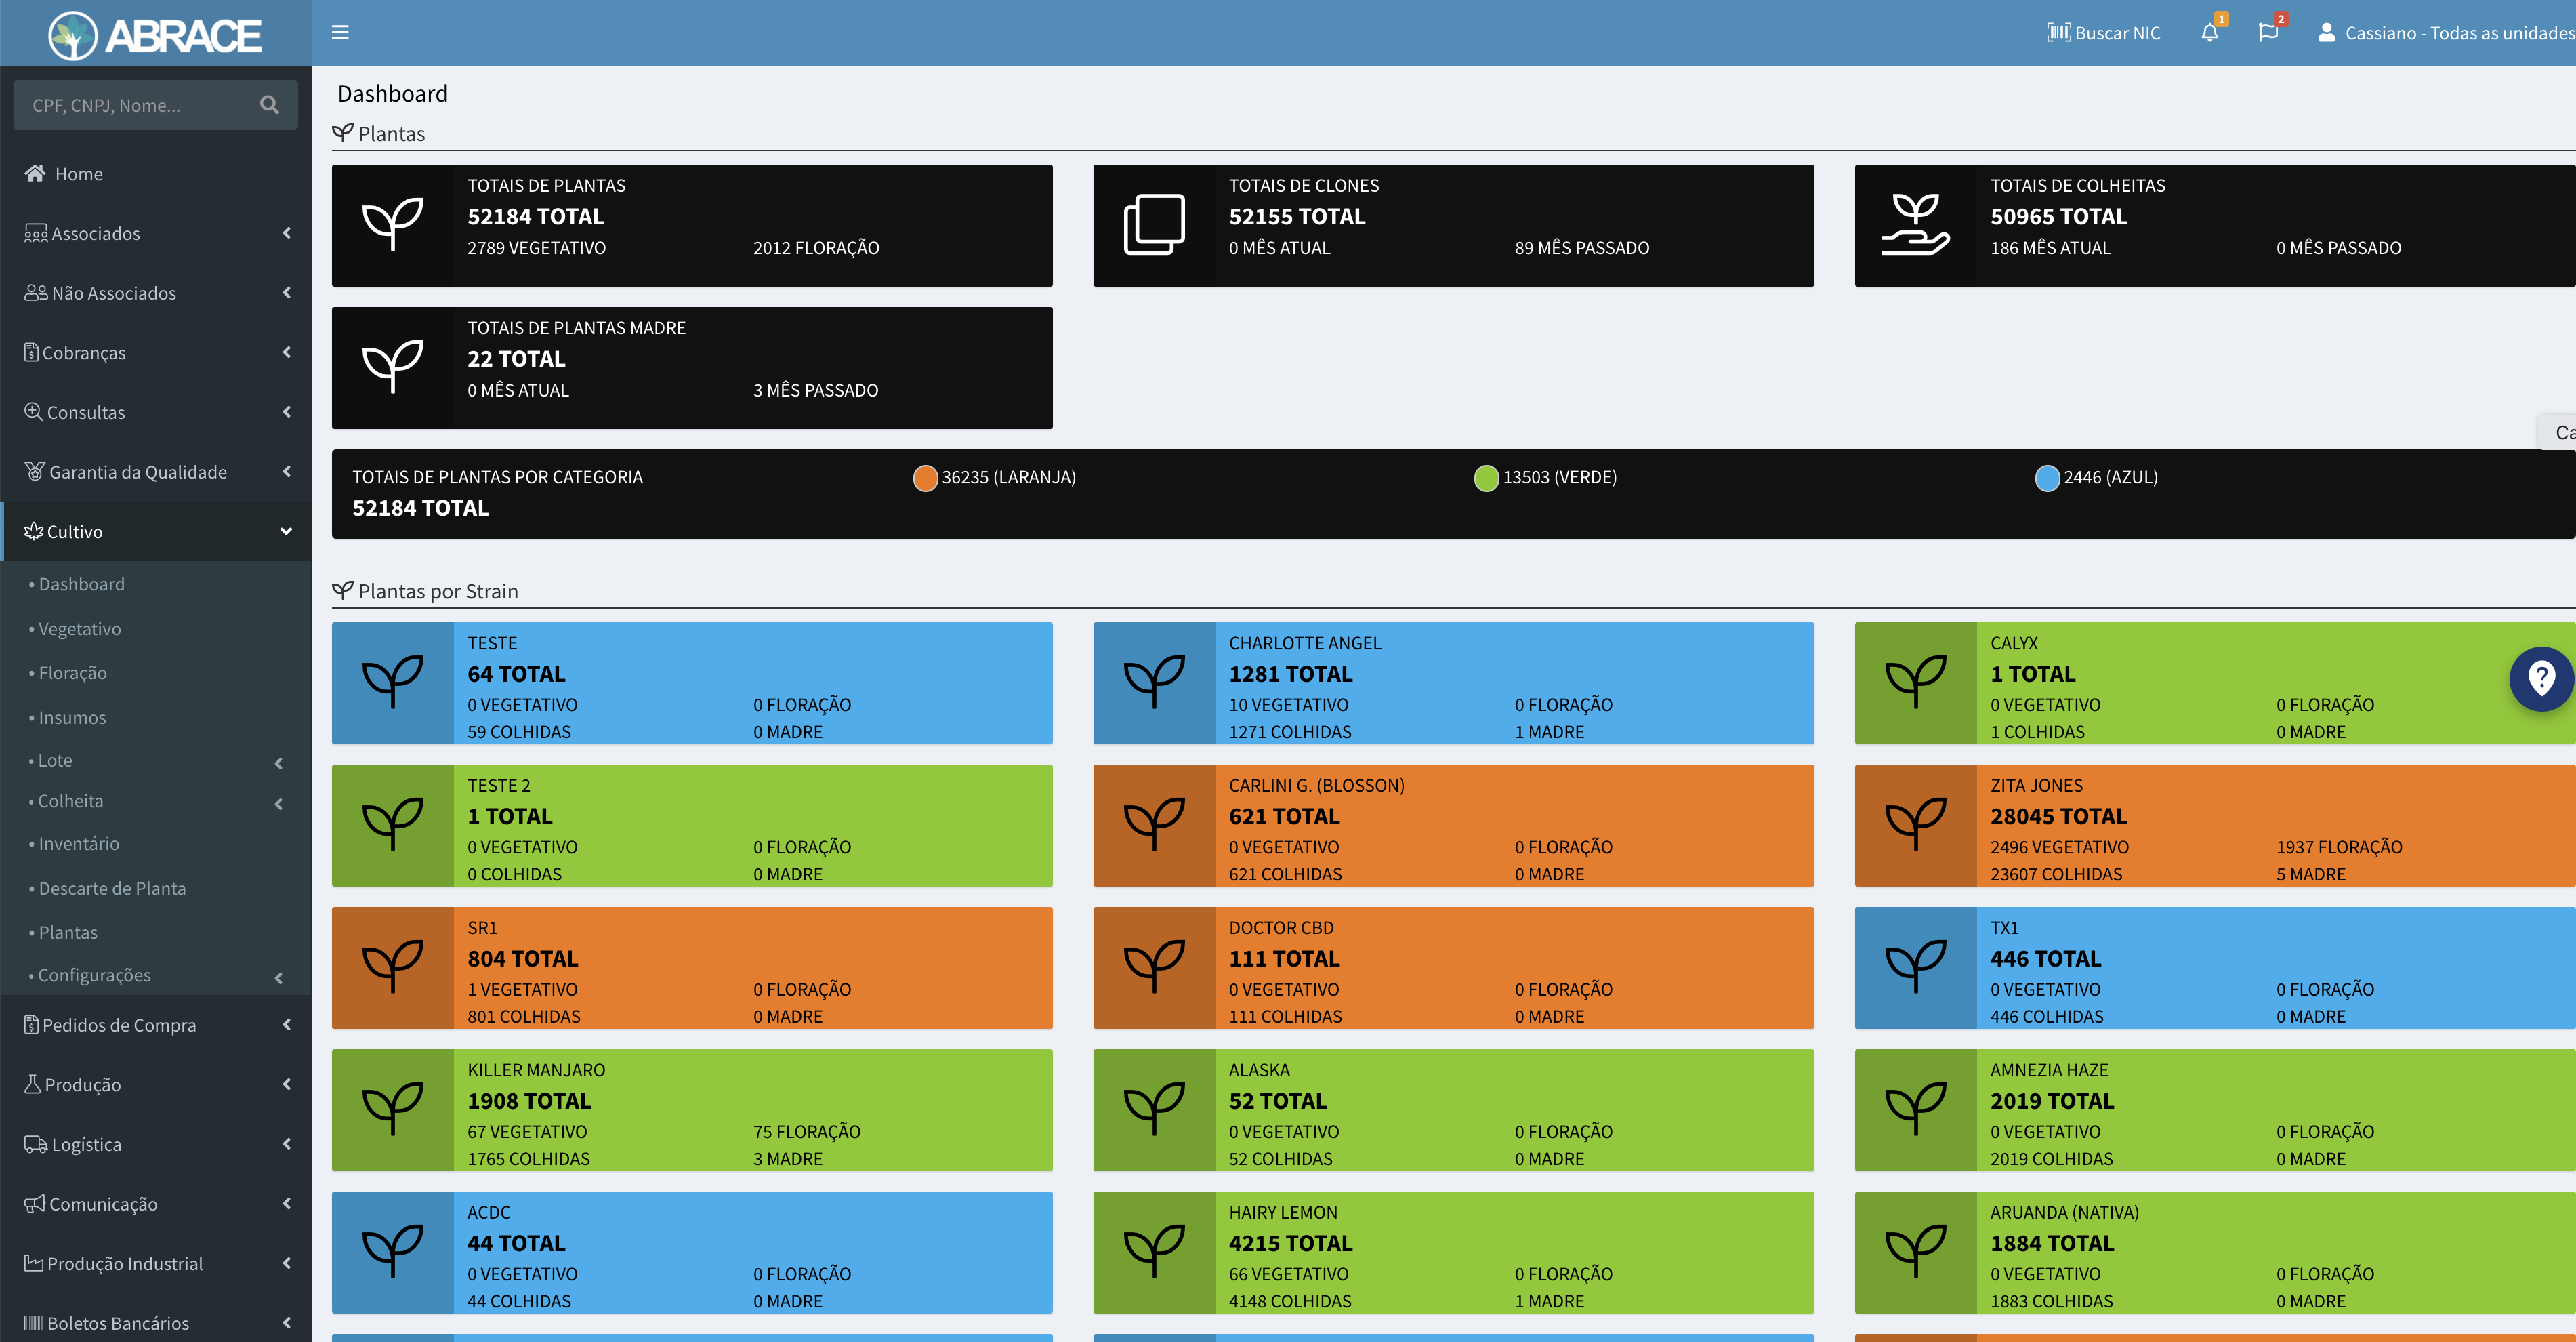 ABRACE
Buscar NIC
1
2
Cassiano - Todas as unidades
CPF, CNPJ, Nome...
Home
Associados
Não Associados
Cobranças
Consultas
Garantia da Qualidade
Cultivo
• Dashboard
• Vegetativo
• Floração
• Insumos
• Lote
• Colheita
• Inventário
• Descarte de Planta
• Plantas
• Configurações
Pedidos de Compra
Produção
Logística
Comunicação
Produção Industrial
Boletos Bancários
Dashboard
Plantas
TOTAIS DE PLANTAS
52184 TOTAL
2789 VEGETATIVO 2012 FLORAÇÃO
TOTAIS DE CLONES
52155 TOTAL
0 MÊS ATUAL 89 MÊS PASSADO
TOTAIS DE COLHEITAS
50965 TOTAL
186 MÊS ATUAL 0 MÊS PASSADO
TOTAIS DE PLANTAS MADRE
22 TOTAL
0 MÊS ATUAL 3 MÊS PASSADO
TOTAIS DE PLANTAS POR CATEGORIA
52184 TOTAL
36235 (LARANJA)
13503 (VERDE)
2446 (AZUL)
Plantas por Strain
TESTE
64 TOTAL
0 VEGETATIVO 0 FLORAÇÃO
59 COLHIDAS 0 MADRE
CHARLOTTE ANGEL
1281 TOTAL
10 VEGETATIVO 0 FLORAÇÃO
1271 COLHIDAS 1 MADRE
CALYX
1 TOTAL
0 VEGETATIVO 0 FLORAÇÃO
1 COLHIDAS 0 MADRE
TESTE 2
1 TOTAL
0 VEGETATIVO 0 FLORAÇÃO
0 COLHIDAS 0 MADRE
CARLINI G. (BLOSSON)
621 TOTAL
0 VEGETATIVO 0 FLORAÇÃO
621 COLHIDAS 0 MADRE
ZITA JONES
28045 TOTAL
2496 VEGETATIVO 1937 FLORAÇÃO
23607 COLHIDAS 5 MADRE
SR1
804 TOTAL
1 VEGETATIVO 0 FLORAÇÃO
801 COLHIDAS 0 MADRE
DOCTOR CBD
111 TOTAL
0 VEGETATIVO 0 FLORAÇÃO
111 COLHIDAS 0 MADRE
TX1
446 TOTAL
0 VEGETATIVO 0 FLORAÇÃO
446 COLHIDAS 0 MADRE
KILLER MANJARO
1908 TOTAL
67 VEGETATIVO 75 FLORAÇÃO
1765 COLHIDAS 3 MADRE
ALASKA
52 TOTAL
0 VEGETATIVO 0 FLORAÇÃO
52 COLHIDAS 0 MADRE
AMNEZIA HAZE
2019 TOTAL
0 VEGETATIVO 0 FLORAÇÃO
2019 COLHIDAS 0 MADRE
ACDC
44 TOTAL
0 VEGETATIVO 0 FLORAÇÃO
44 COLHIDAS 0 MADRE
HAIRY LEMON
4215 TOTAL
66 VEGETATIVO 0 FLORAÇÃO
4148 COLHIDAS 1 MADRE
ARUANDA (NATIVA)
1884 TOTAL
0 VEGETATIVO 0 FLORAÇÃO
1883 COLHIDAS 0 MADRE